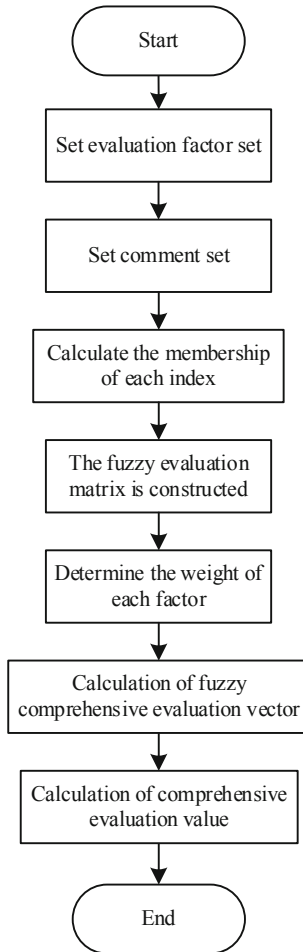 Start
Set evaluation factor set
Set comment set
Calculate the membership
of each index
The fuzzy evaluation
matrix is constructed
Determine the weight of
each factor
Calculation of fuzzy
comprehensive evaluation vector
Calculation of comprehensive
evaluation value
End